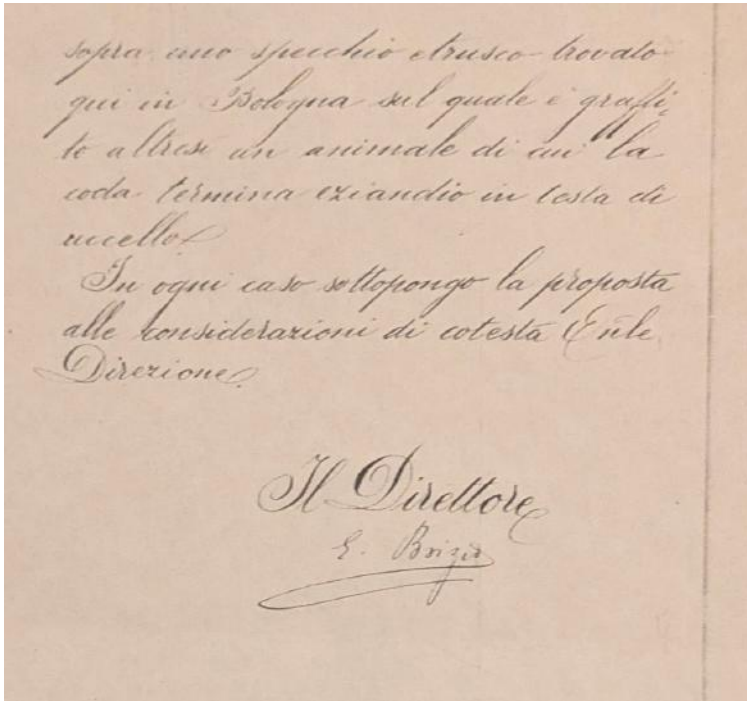 sopra uno specchio etrusco trovato
qui in Bologna sul quale è graffi-
to altresì un animale di cui la
coda termina eziandio in testa di
uccello
In ogni caso sottopongo la proposta
alle considerazioni di cotesta
Direzione.
Il Direttore
E. Brizio